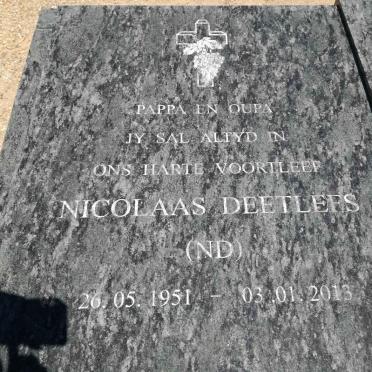 PAPPA EN OUPA
JY SAL ALTYD IN
ONS HARTE VOORTLEEF
NICOLAAS DEETLEFS
(ND)
26.05.1951 - 03.01.2013